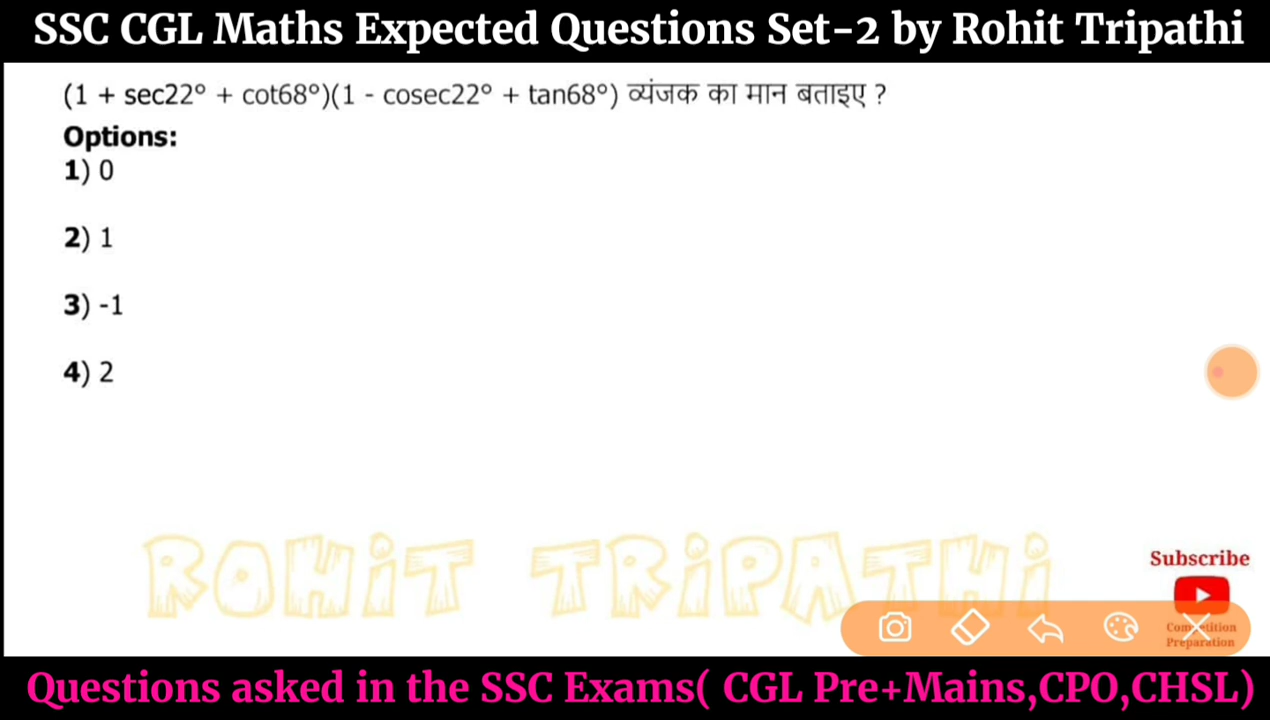 SSC CGL Maths Expected Questions Set-2 by Rohit Tripathi
(1 + sec22° + cot68°)(1 - cosec22° + tan68°) व्यंजक का मान बताइए ?
Options:
1) 0
2) 1
3) -1
4) 2
ROHiT TRiPATHi
Subscribe
Competition
Preparation
Questions asked in the SSC Exams( CGL Pre+Mains,CPO,CHSL)